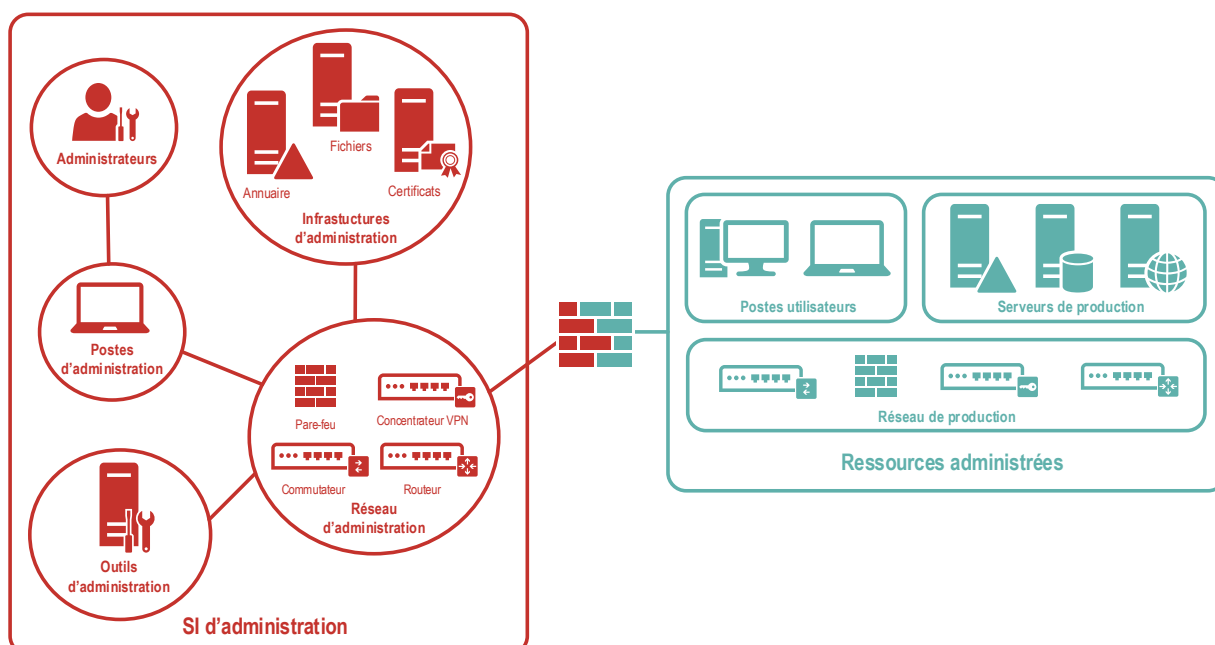 Administrateurs
Fichiers
Annuaire
Certificats
Infrastuctures
d'administration
Postes
d'administration
Pare-feu
Concentrateur VPN
Commutateur
Routeur
Réseau
d'administration
Outils
d'administration
SI d'administration
Postes utilisateurs
Serveurs de production
Réseau de production
Ressources administrées